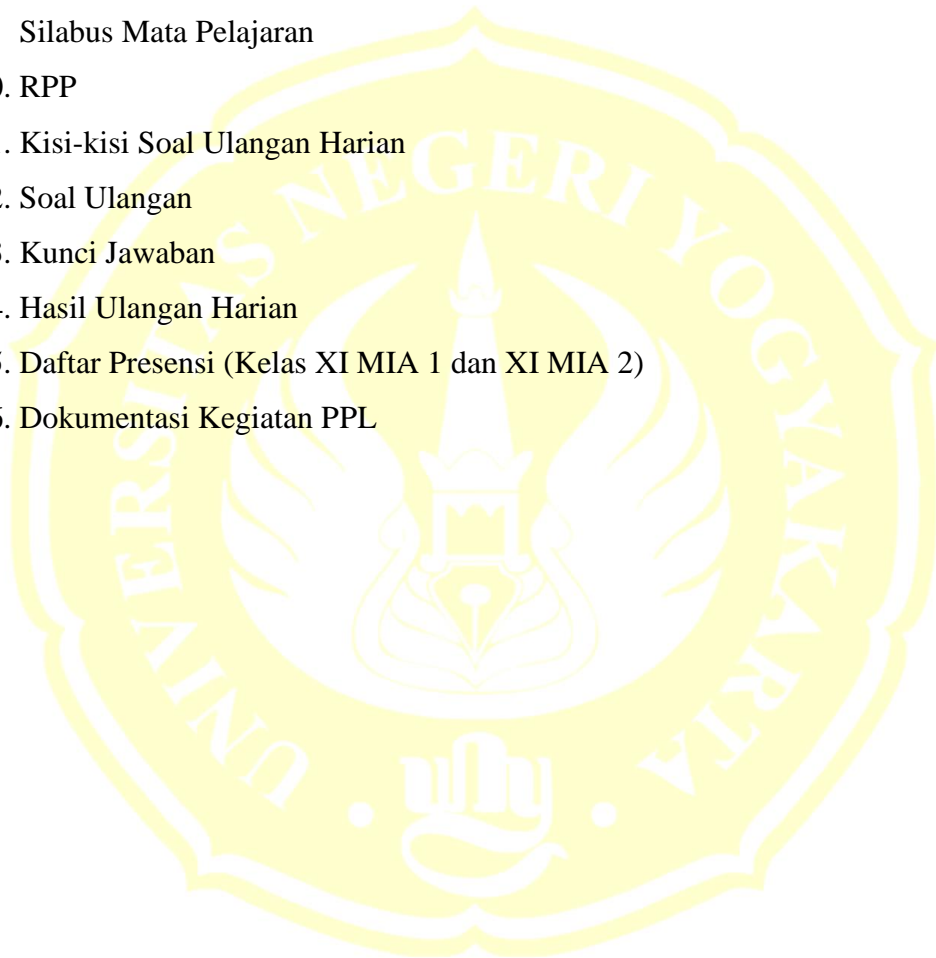 Silabus Mata Pelajaran
0. RPP
1. Kisi-kisi Soal Ulangan Harian
2. Soal Ulangan
3. Kunci Jawaban
4. Hasil Ulangan Harian
5. Daftar Presensi (Kelas XI MIA 1 dan XI MIA 2)
6. Dokumentasi Kegiatan PPL
UNIVERSITAS NEGERI YOGYAKARTA
uny